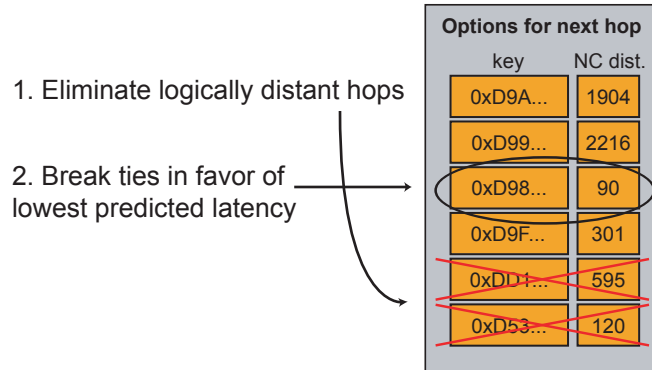 1. Eliminate logically distant hops
2. Break ties in favor of
lowest predicted latency
Options for next hop
key NC dist.
0xD9A... 1904
0xD99... 2216
0xD98... 90
0xD9F... 301
0xDD1... 595
0xD53... 120